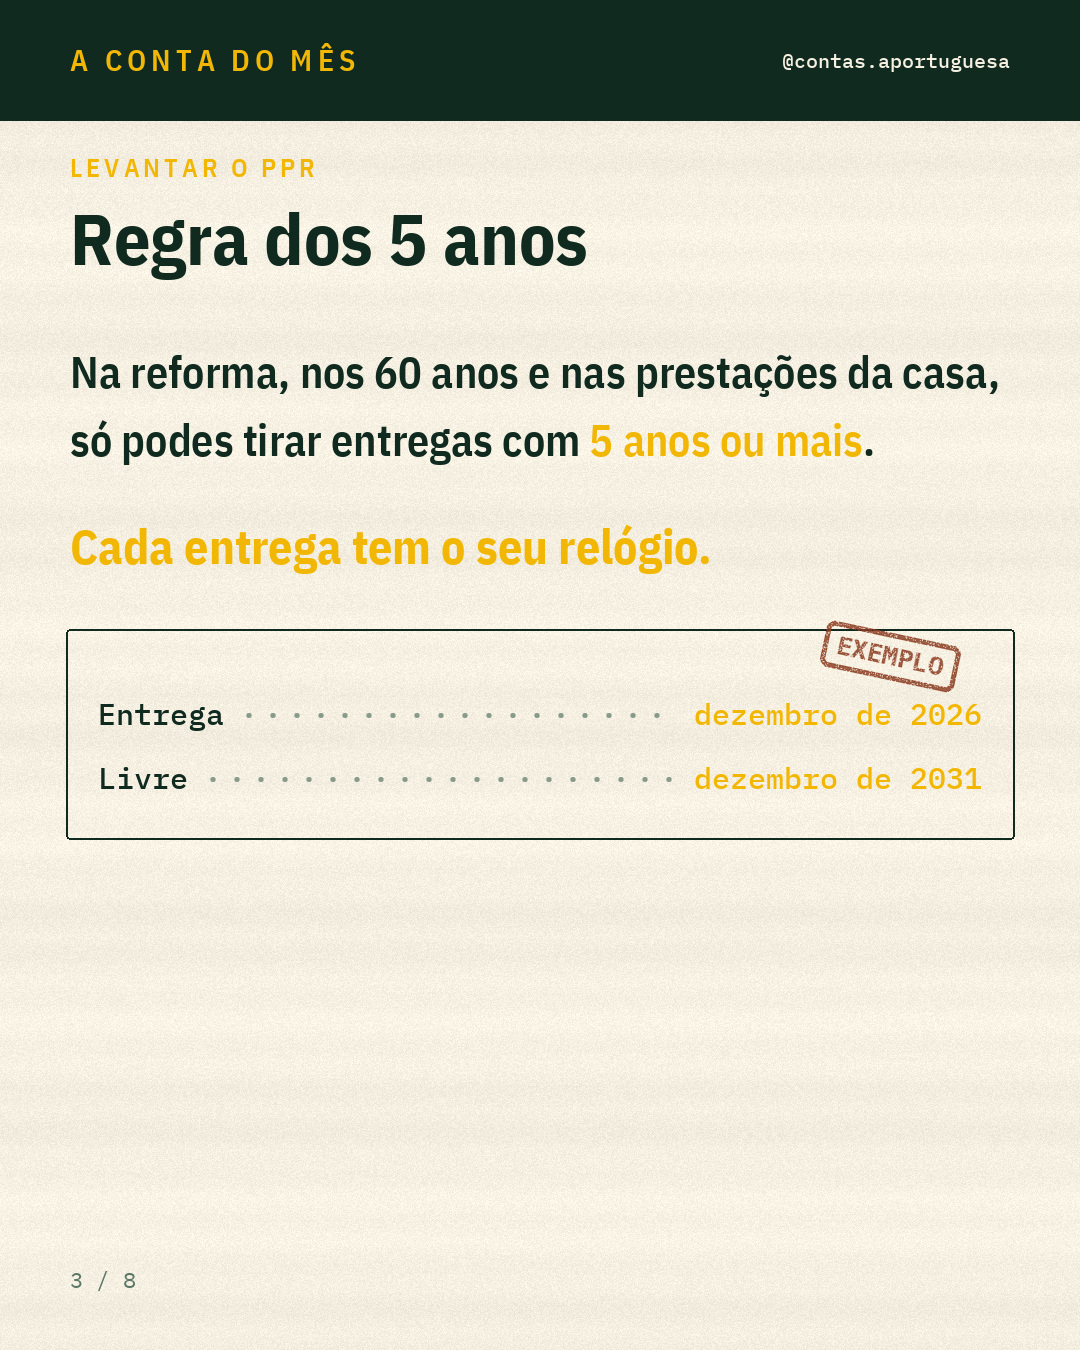 A CONTA DO MÊS
@contas.aportuguesa
LEVANTAR O PPR
Regra dos 5 anos
Na reforma, nos 60 anos e nas prestações da casa,
só podes tirar entregas com 5 anos ou mais.
Cada entrega tem o seu relógio.
EXEMPLO
Entrega dezembro de 2026
Livre dezembro de 2031
3 / 8